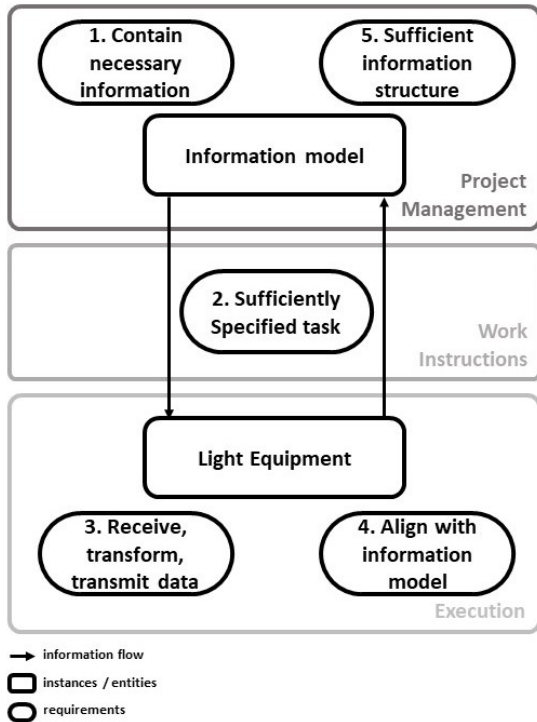 1. Contain
necessary
information
5. Sufficient
information
structure
Information model
Project
Management
2. Sufficiently
Specified task
Work
Instructions
Light Equipment
3. Receive,
transform,
transmit data
4. Align with
information
model
Execution
information flow
instances / entities
requirements